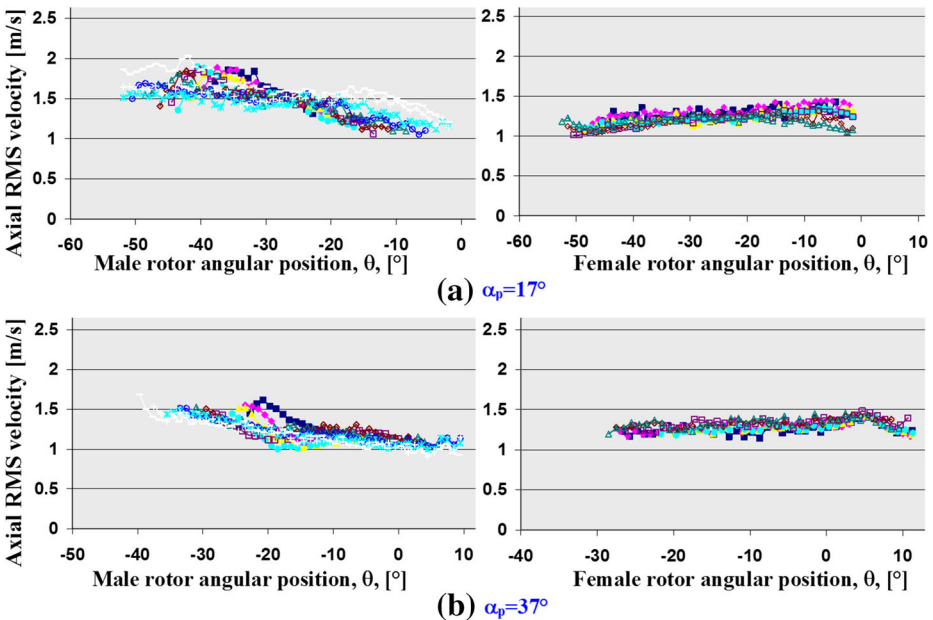 Axial RMS velocity [m/s]
2.5
2
1.5
1
0.5
0
-60 -50 -40 -30 -20 -10 0
Male rotor angular position, θ, [°]
2.5
2
1.5
1
0.5
0
-60 -50 -40 -30 -20 -10 0 10
Female rotor angular position, θ, [°]
(a) αp=17°
Axial RMS velocity [m/s]
2.5
2
1.5
1
0.5
0
-50 -40 -30 -20 -10 0 10
Male rotor angular position, θ, [°]
2.5
2
1.5
1
0.5
0
-40 -30 -20 -10 0 10
Female rotor angular position, θ, [°]
(b) αp=37°